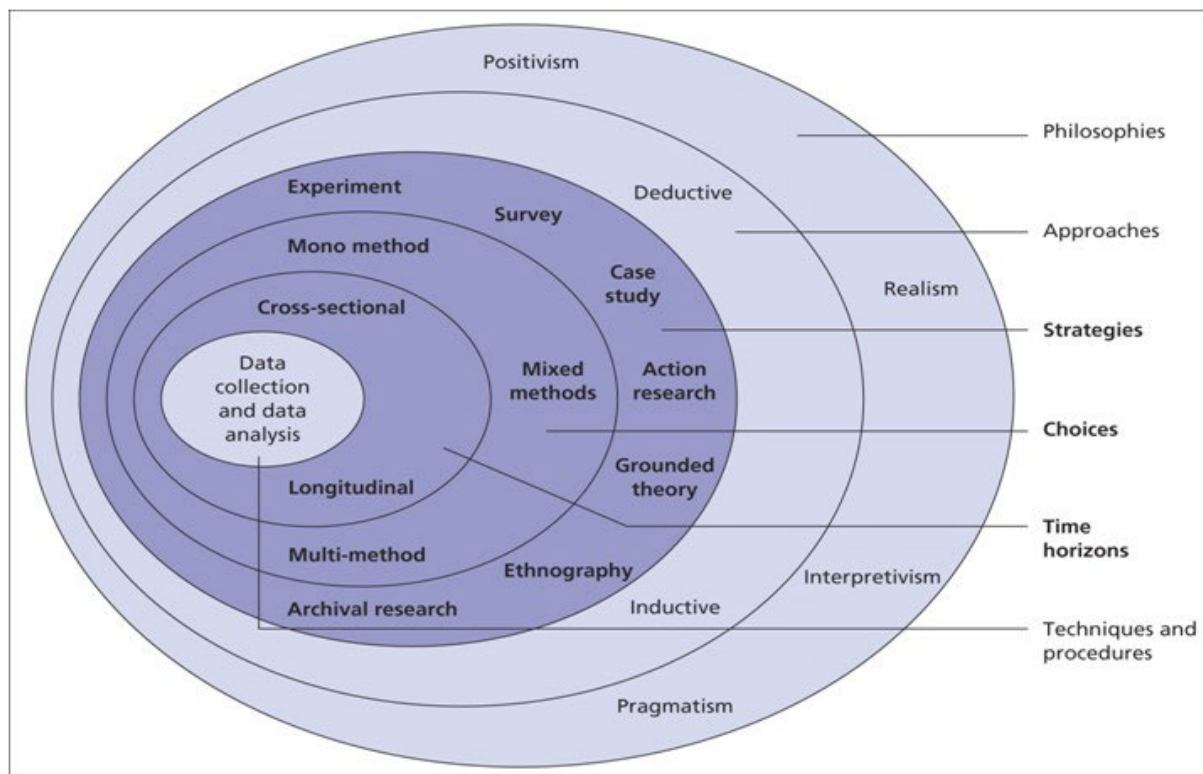 Positivism
Philosophies
Experiment
Deductive
Survey
Approaches
Mono method
Case
study
Realism
Cross-sectional
Strategies
Data
collection
and data
analysis
Mixed
methods
Action
research
Choices
Grounded
theory
Longitudinal
Time
horizons
Multi-method
Ethnography
Interpretivism
Archival research
Inductive
Techniques and
procedures
Pragmatism